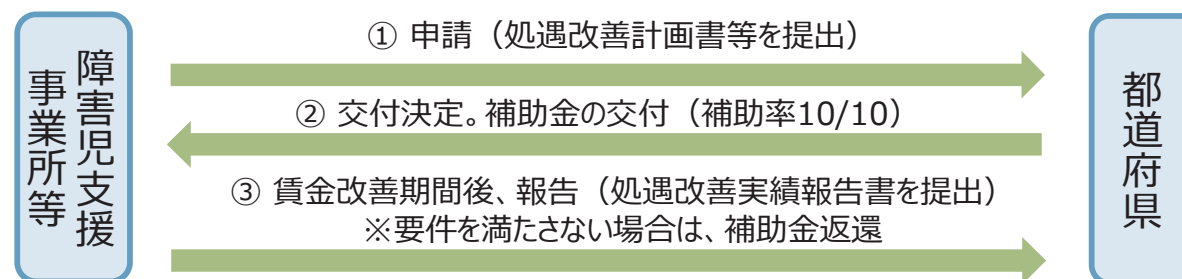 障害児支援
事業所等
① 申請（処遇改善計画書等を提出）
② 交付決定。補助金の交付（補助率10/10）
③ 賃金改善期間後、報告（処遇改善実績報告書を提出）
※要件を満たさない場合は、補助金返還
都道府県